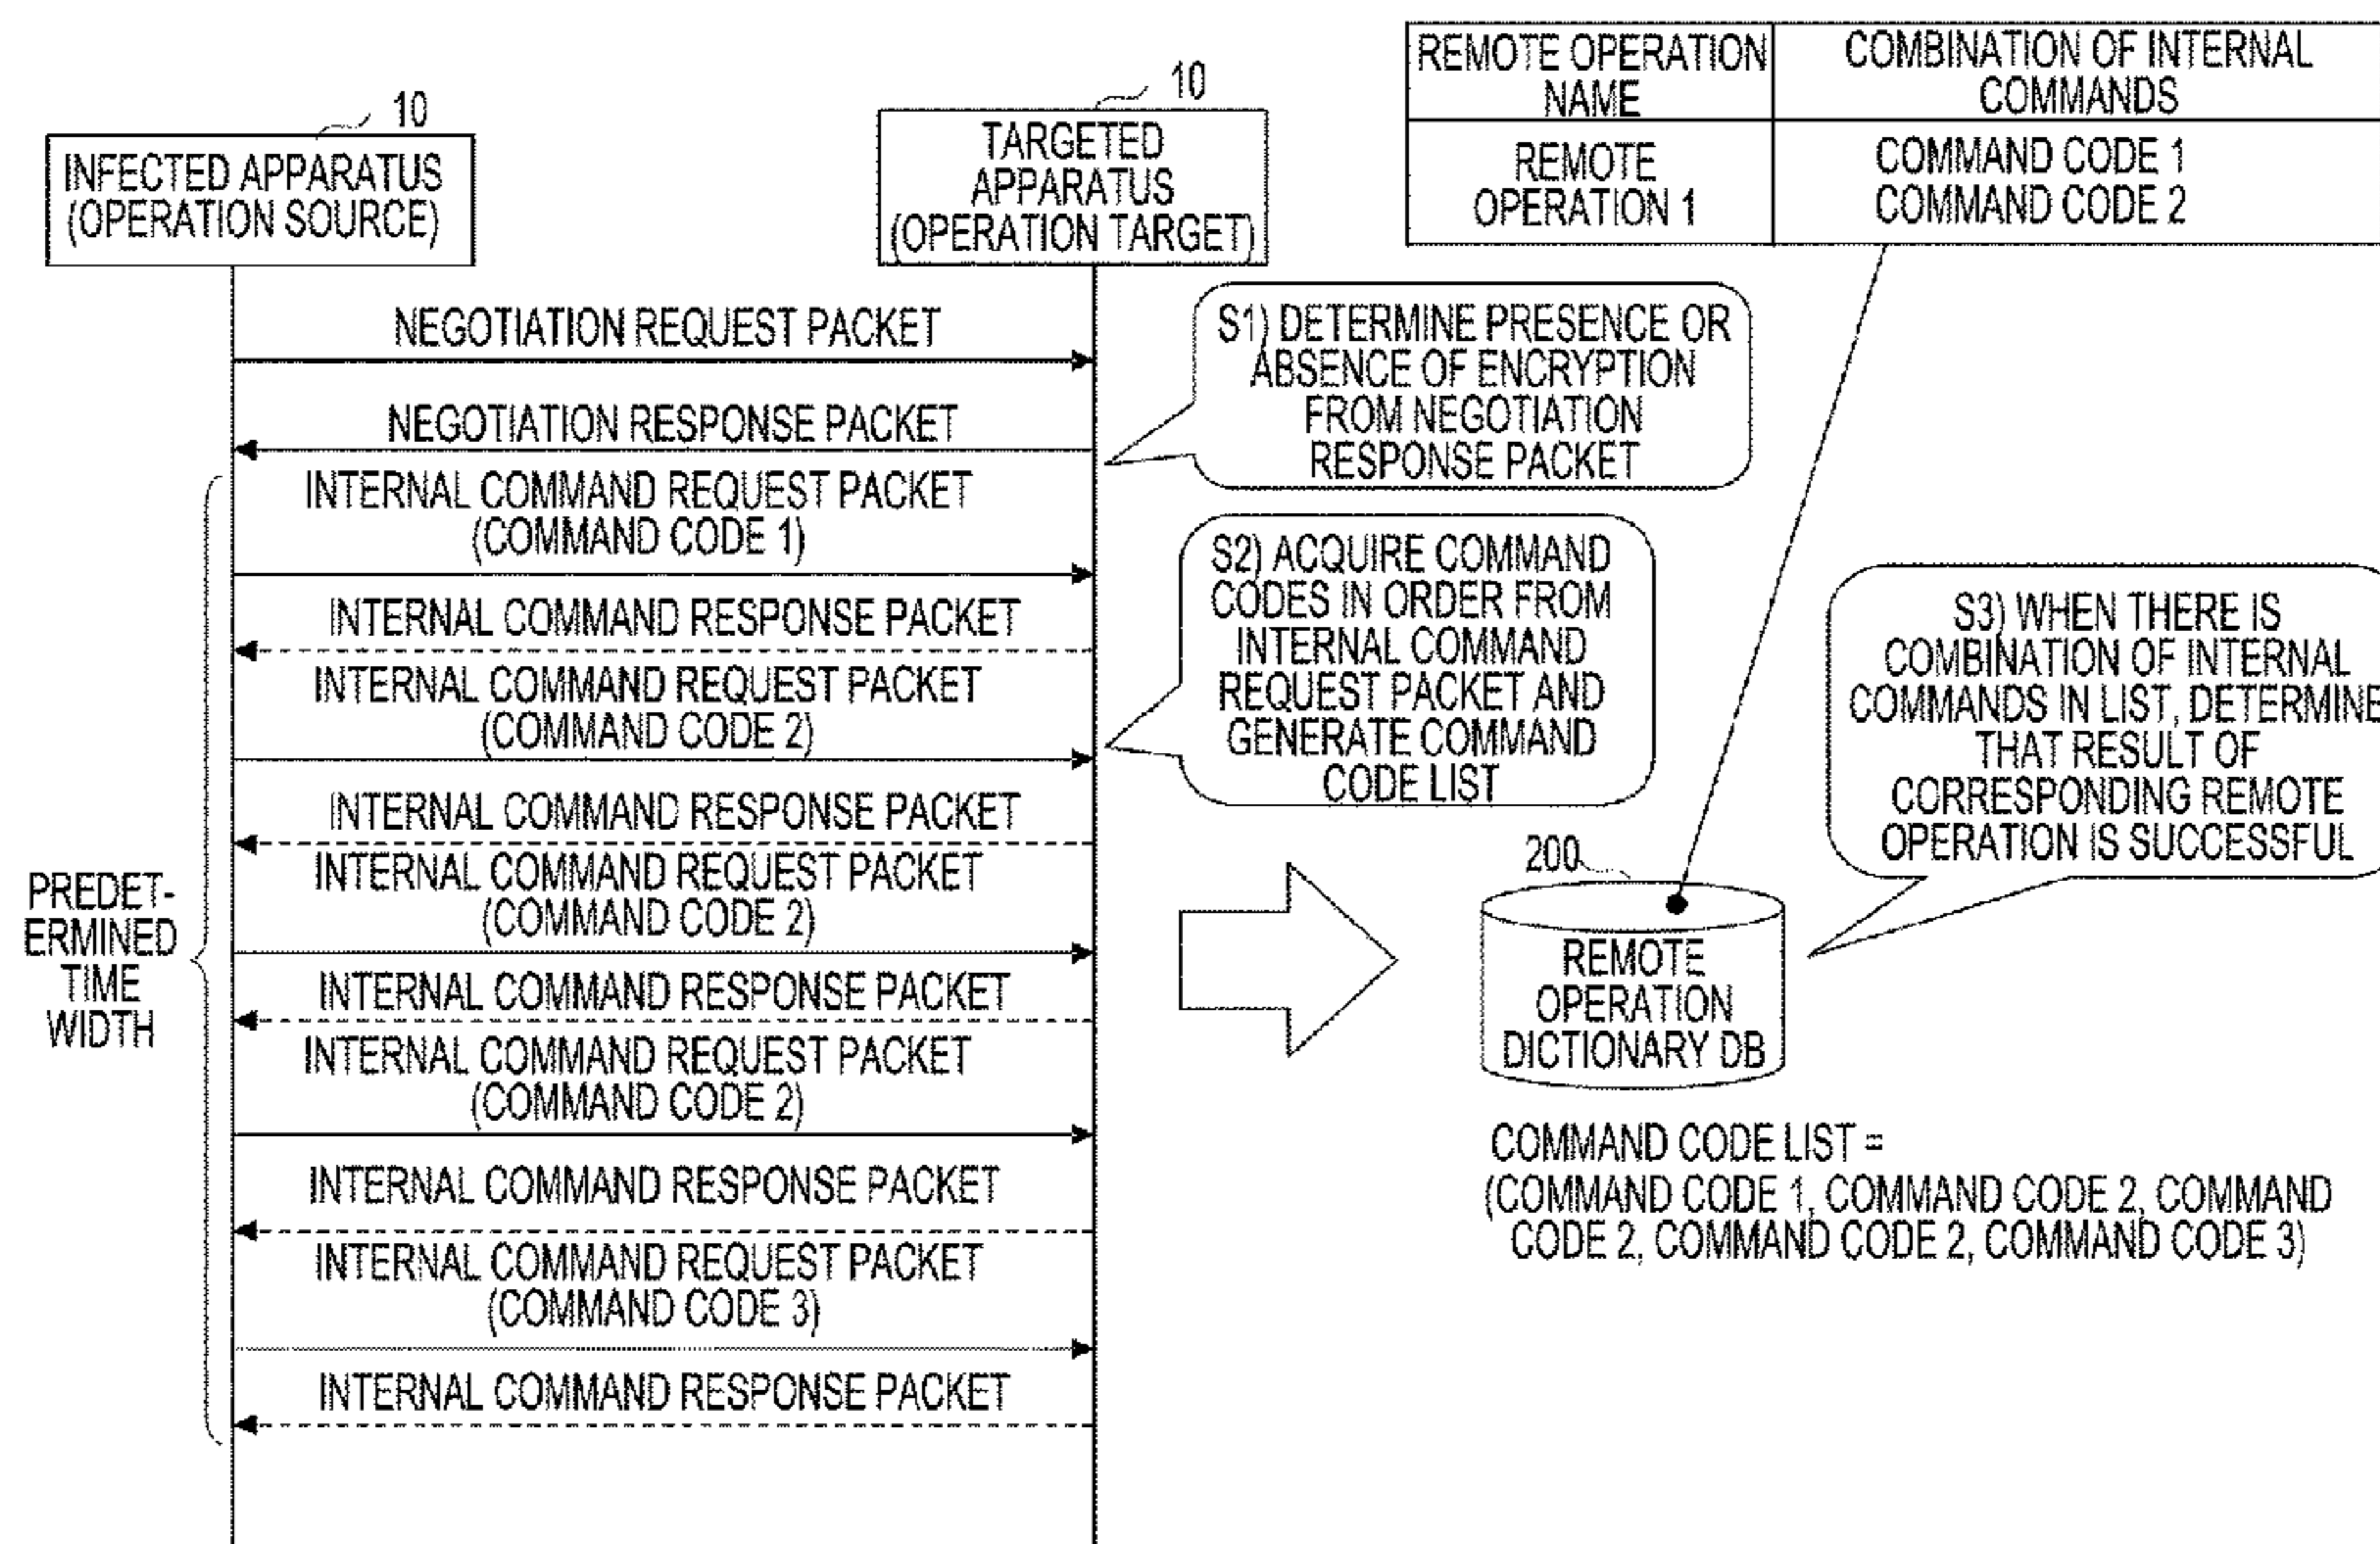 10
INFECTED APPARATUS
(OPERATION SOURCE)
10
TARGETED
APPARATUS
(OPERATION TARGET)
REMOTE OPERATION
NAME
COMBINATION OF INTERNAL
COMMANDS
REMOTE
OPERATION 1
COMMAND CODE 1
COMMAND CODE 2
NEGOTIATION REQUEST PACKET
NEGOTIATION RESPONSE PACKET
S1) DETERMINE PRESENCE OR
ABSENCE OF ENCRYPTION
FROM NEGOTIATION
RESPONSE PACKET
PREDET-
ERMINED
TIME
WIDTH
INTERNAL COMMAND REQUEST PACKET
(COMMAND CODE 1)
INTERNAL COMMAND RESPONSE PACKET
INTERNAL COMMAND REQUEST PACKET
(COMMAND CODE 2)
INTERNAL COMMAND RESPONSE PACKET
INTERNAL COMMAND REQUEST PACKET
(COMMAND CODE 2)
INTERNAL COMMAND RESPONSE PACKET
INTERNAL COMMAND REQUEST PACKET
(COMMAND CODE 2)
INTERNAL COMMAND RESPONSE PACKET
INTERNAL COMMAND REQUEST PACKET
(COMMAND CODE 3)
INTERNAL COMMAND RESPONSE PACKET
S2) ACQUIRE COMMAND
CODES IN ORDER FROM
INTERNAL COMMAND
REQUEST PACKET AND
GENERATE COMMAND
CODE LIST
S3) WHEN THERE IS
COMBINATION OF INTERNAL
COMMANDS IN LIST, DETERMINE
THAT RESULT OF
CORRESPONDING REMOTE
OPERATION IS SUCCESSFUL
200
REMOTE
OPERATION
DICTIONARY DB
COMMAND CODE LIST =
(COMMAND CODE 1, COMMAND CODE 2, COMMAND
CODE 2, COMMAND CODE 2, COMMAND CODE 3)